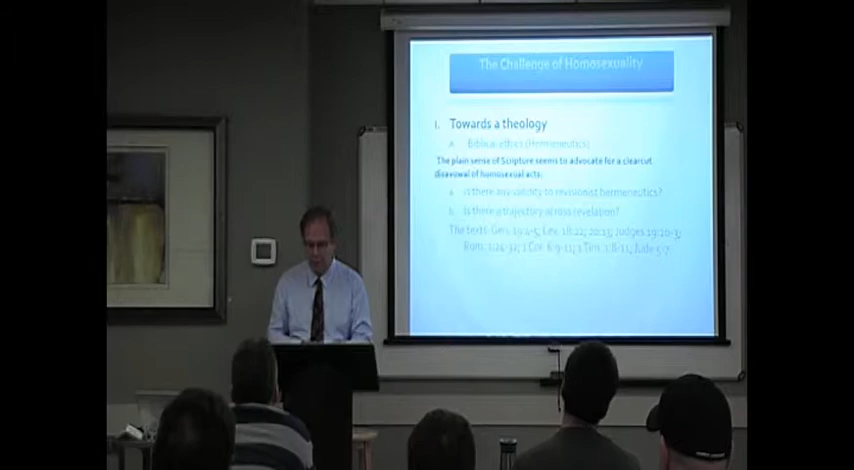 The Challenge of Homosexuality
I. Towards a theology
a. Biblical ethics (Hermeneutics)
The plain sense of Scripture seems to advocate for a clearcut
disavowal of homosexual acts.
a. Is there any validity to revisionist hermeneutics?
b. Is there a trajectory across revelation?
The texts: Gen. 19:4-5; Lev. 18:22; 20:13; Judges 19:20-3;
Rom. 1:24-32; 1 Cor. 6:9-11; 1 Tim. 1:8-11; Jude 5-7